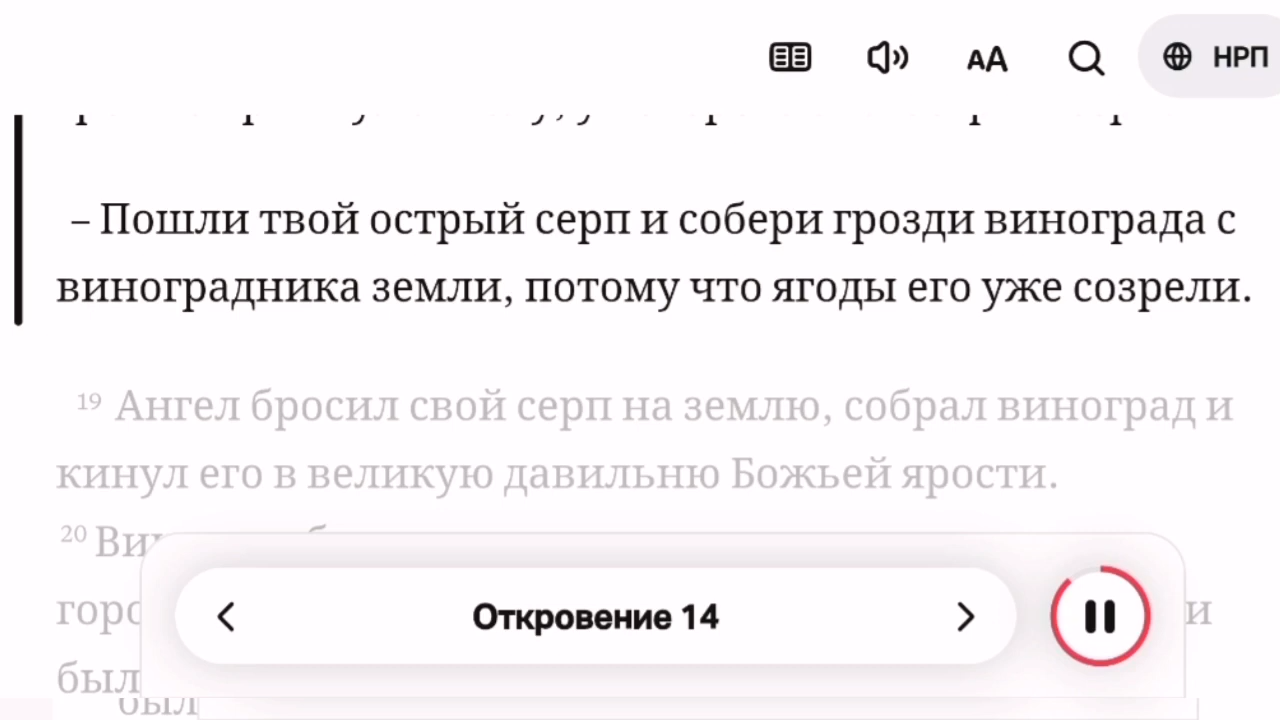 НРП
– Пошли твой острый серп и собери грозди винограда с
виноградника земли, потому что ягоды его уже созрели.
19 Ангел бросил свой серп на землю, собрал виноград и
кинул его в великую давильню Божьей ярости.
20
Откровение 14
и